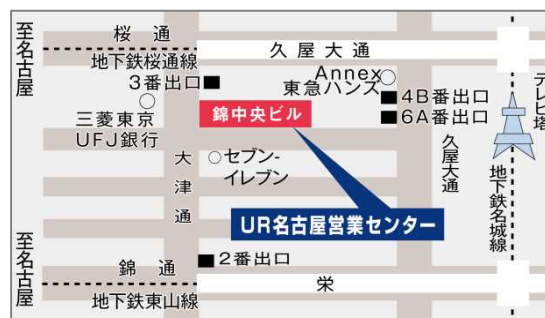 至名古屋
桜通
久屋大通
地下鉄桜通線
3番出口
Annex
東急ハンズ
4B番出口
6A番出口
テレビ塔
三菱東京
UFJ銀行
錦中央ビル
大津通
セブン-
イレブン
久屋大通
地下鉄名城線
UR名古屋営業センター
至名古屋
2番出口
錦通
栄
地下鉄東山線